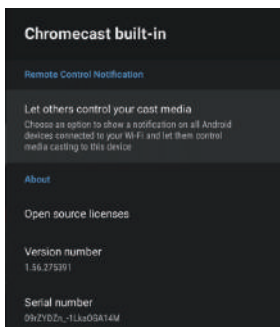 Chromecast built-in
Remote Control Notification
Let others control your cast media
Choose an option to show a notification on all Android
devices connected to your Wi-Fi and let them control
media casting to this device
About
Open source licenses
Version number
1.56.275391
Serial number